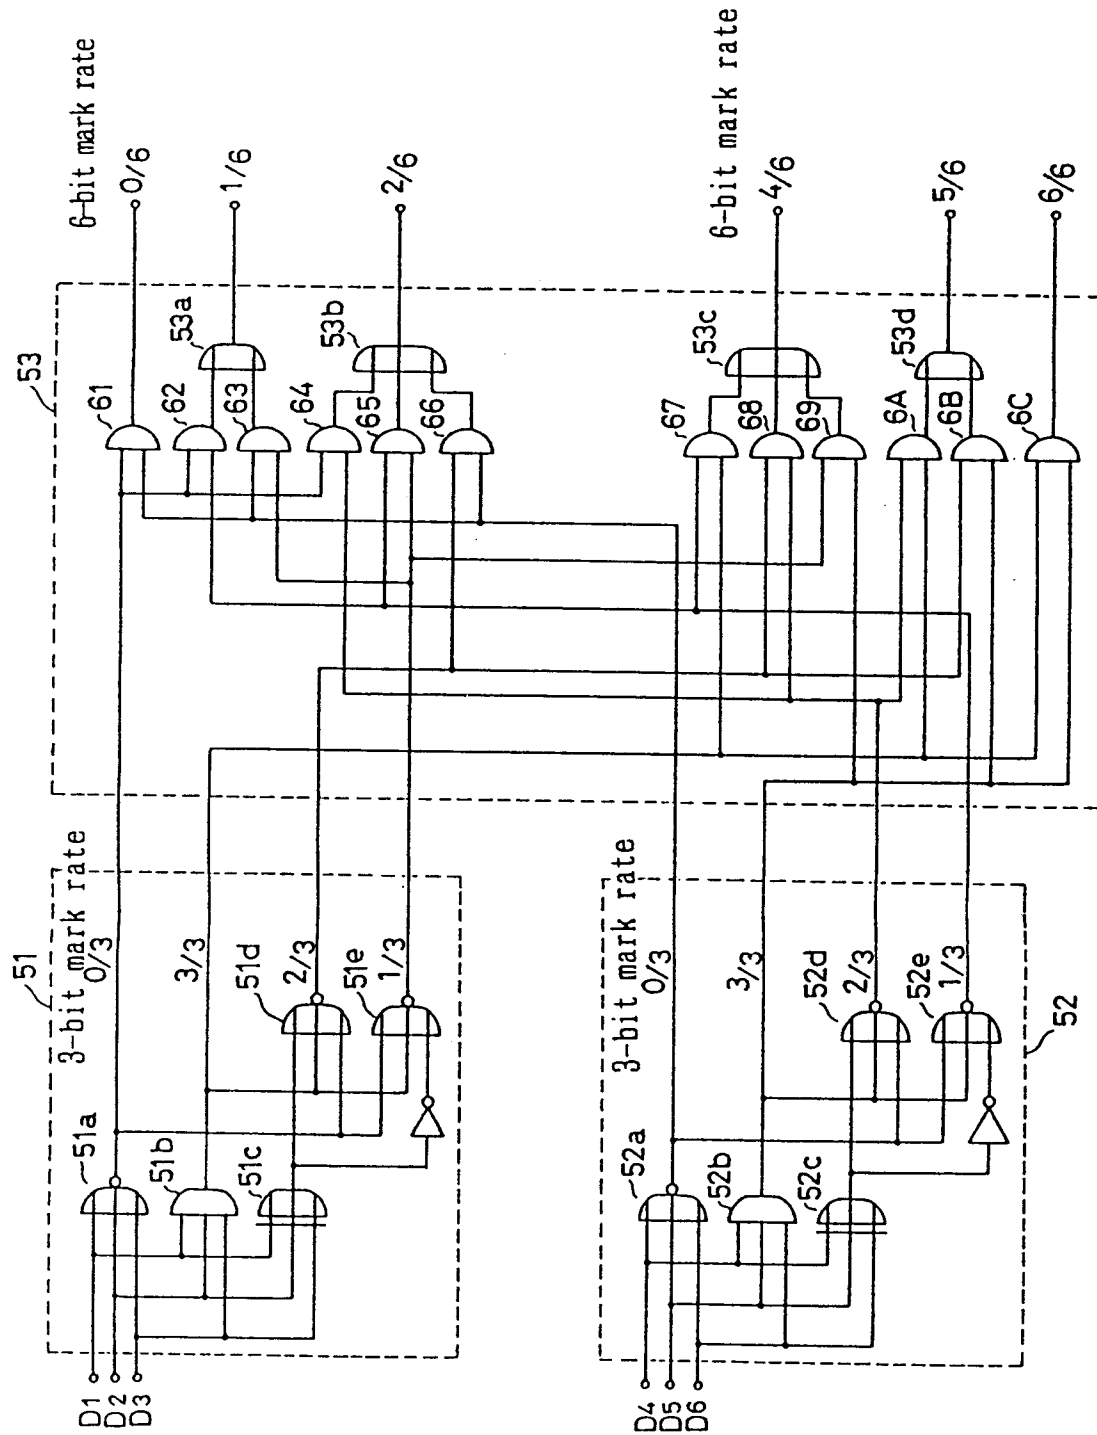 51
3-bit mark rate
51a
0/3
D1
D2
D3
51b
3/3
51c
51d
2/3
51e
1/3
52
3-bit mark rate
52a
0/3
D4
D5
D6
52b
3/3
52c
52d
2/3
52e
1/3
53
6-bit mark rate
61
0/6
62
53a
1/6
63
64
53b
65
2/6
66
6-bit mark rate
67
53c
68
4/6
69
6A
53d
6B
5/6
6C
6/6